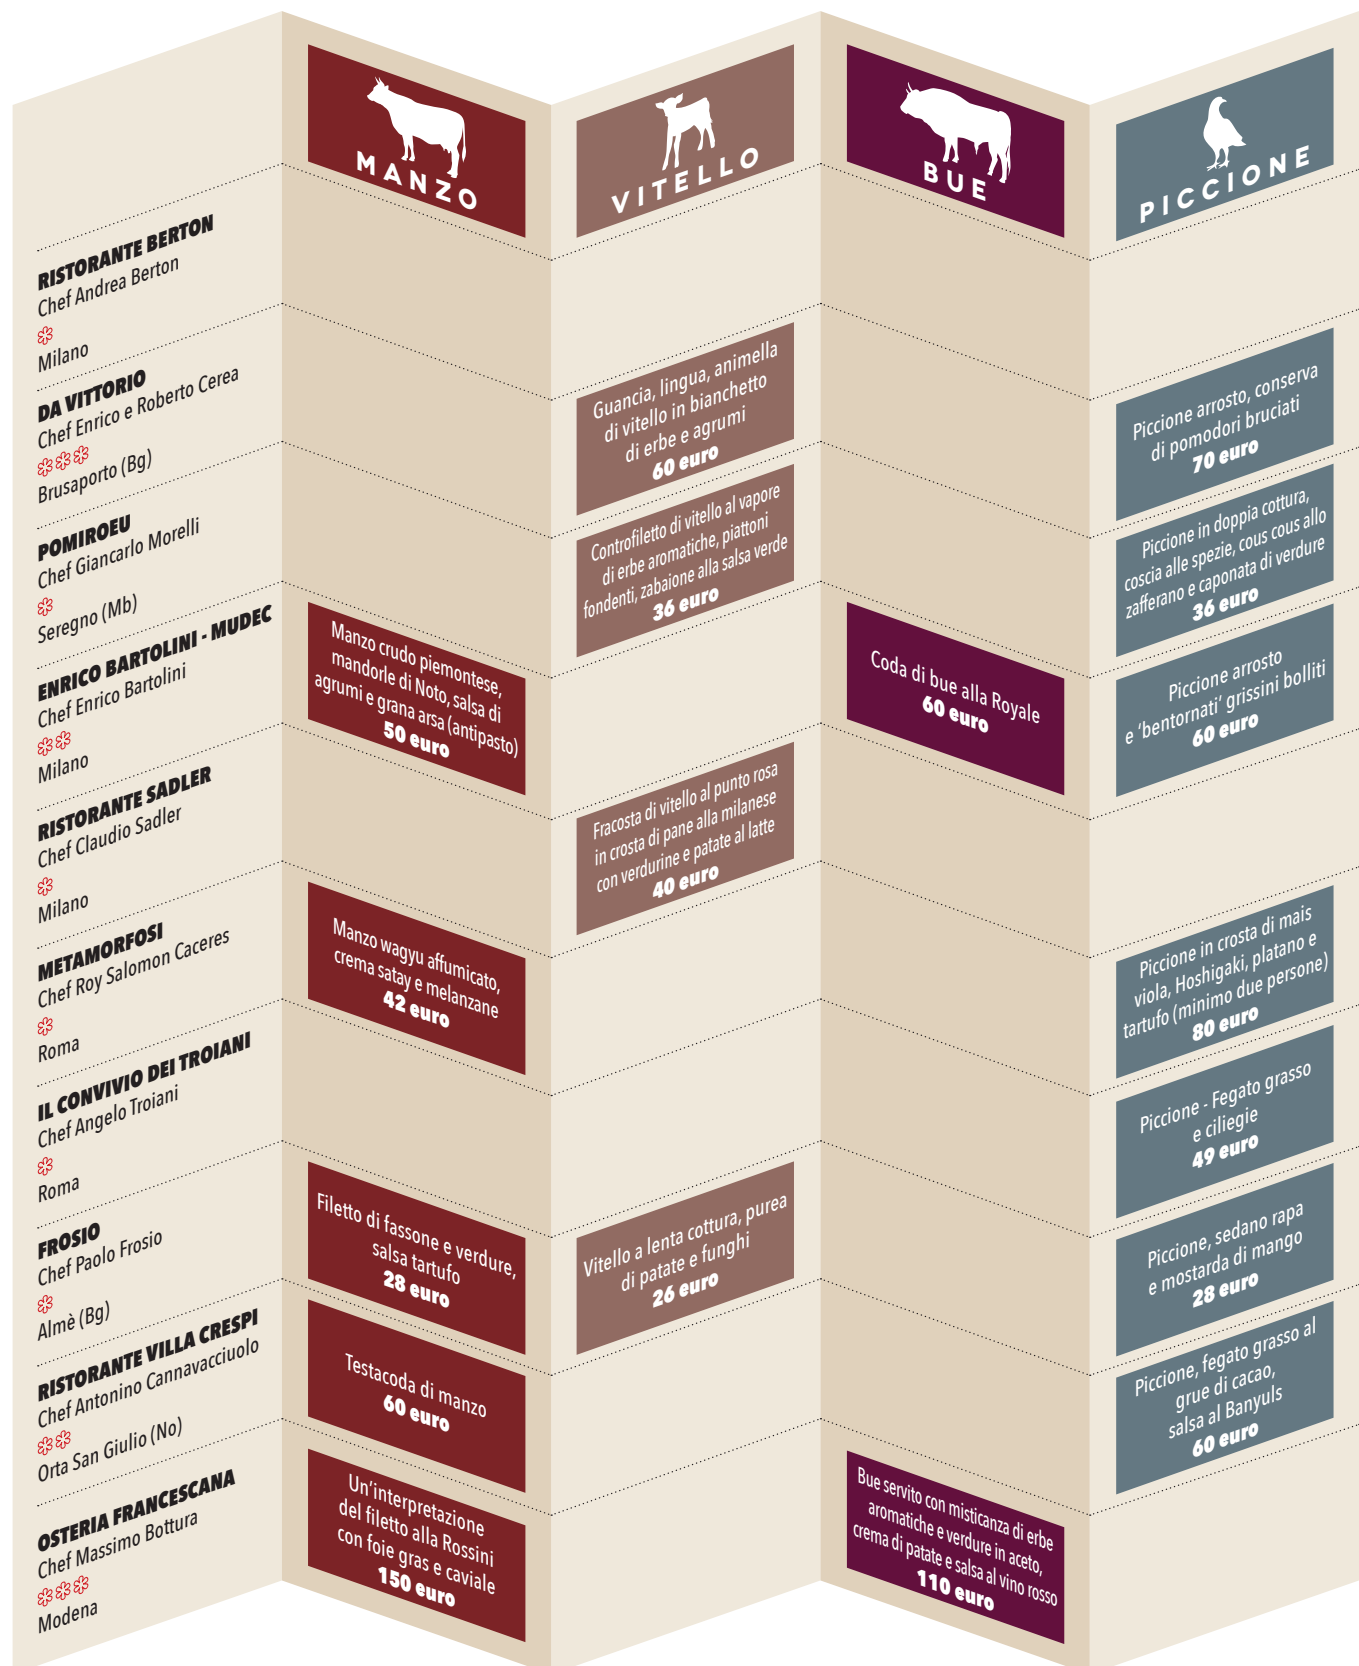 MANZO
VITELLO
BUE
PICCIONE
RISTORANTE BERTON
Chef Andrea Berton
Milano
DA VITTORIO
Chef Enrico e Roberto Cerea
Brusaporto (Bg)
Guancia, lingua, animella
di vitello in bianchetto
di erbe e agrumi
60 euro
Piccione arrosto, conserva
di pomodori bruciati
70 euro
POMIROEU
Chef Giancarlo Morelli
Seregno (Mb)
Controfiletto di vitello al vapore
di erbe aromatiche, piattoni
fondenti, zabaione alla salsa verde
36 euro
Piccione in doppia cottura,
coscia alle spezie, cous cous allo
zafferano e caponata di verdure
36 euro
ENRICO BARTOLINI - MUDEC
Chef Enrico Bartolini
Milano
Manzo crudo piemontese,
mandorle di Noto, salsa di
agrumi e grana arsa (antipasto)
50 euro
Coda di bue alla Royale
60 euro
Piccione arrosto
e ‘bentornati’ grissini bolliti
60 euro
RISTORANTE SADLER
Chef Claudio Sadler
Milano
Fracosta di vitello al punto rosa
in crosta di pane alla milanese
con verdurine e patate al latte
40 euro
METAMORFOSI
Chef Roy Salomon Caceres
Roma
Manzo wagyu affumicato,
crema satay e melanzane
42 euro
Piccione in crosta di mais
viola, Hoshigaki, platano e
tartufo (minimo due persone)
80 euro
IL CONVIVIO DEI TROIANI
Chef Angelo Troiani
Roma
Piccione - Fegato grasso
e ciliegie
49 euro
FROSIO
Chef Paolo Frosio
Almè (Bg)
Filetto di fassone e verdure,
salsa tartufo
28 euro
Vitello a lenta cottura, purea
di patate e funghi
26 euro
Piccione, sedano rapa
e mostarda di mango
28 euro
RISTORANTE VILLA CRESPI
Chef Antonino Cannavacciuolo
Orta San Giulio (No)
Testacoda di manzo
60 euro
Piccione, fegato grasso al
grue di cacao,
salsa al Banyuls
60 euro
OSTERIA FRANCESCANA
Chef Massimo Bottura
Modena
Un’interpretazione
del filetto alla Rossini
con foie gras e caviale
150 euro
Bue servito con misticanza di erbe
aromatiche e verdure in aceto,
crema di patate e salsa al vino rosso
110 euro